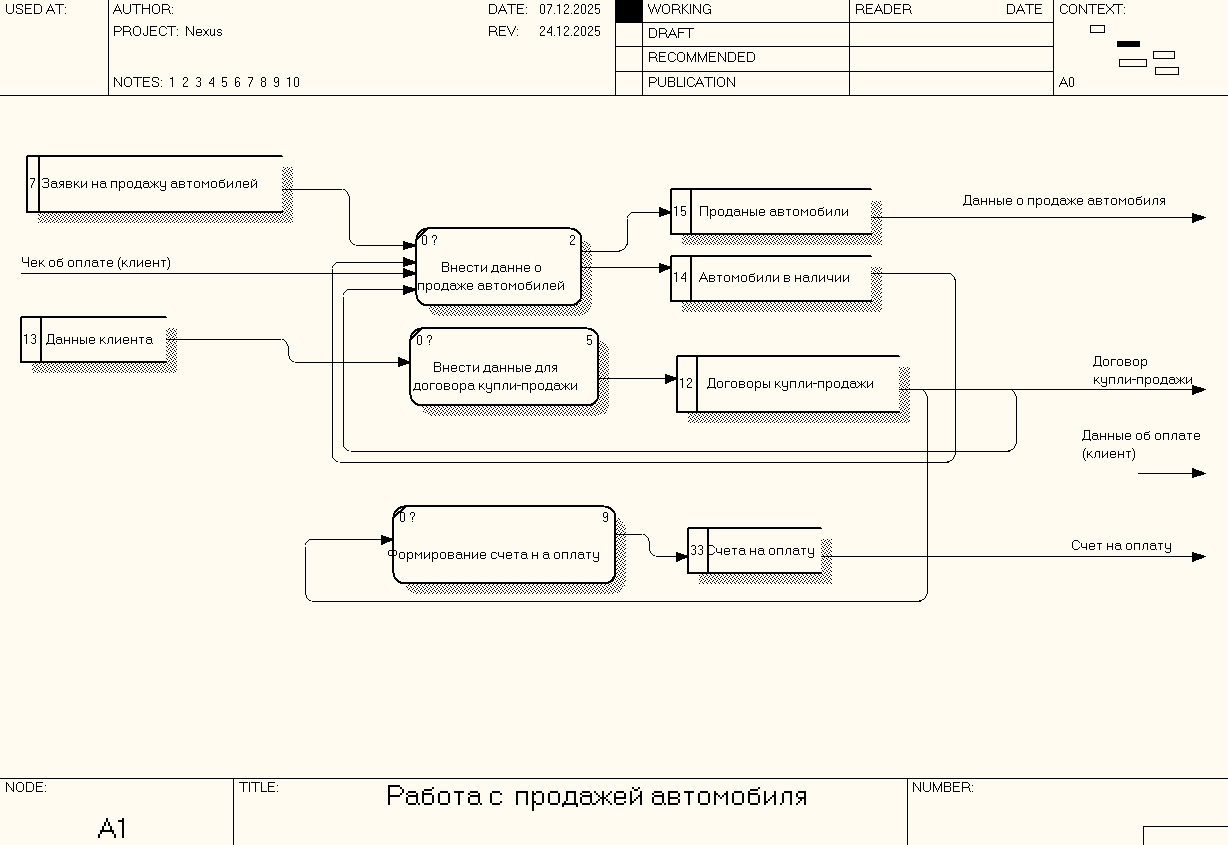 USED AT:
AUTHOR:
DATE: 07.12.2025
WORKING
READER
DATE
CONTEXT:
PROJECT: Nexus
REV: 24.12.2025
DRAFT
RECOMMENDED
NOTES: 1 2 3 4 5 6 7 8 9 10
PUBLICATION
A0
7 Заявки на продажу автомобилей
15 Проданые автомобили
Данные о продаже автомобиля
0 ? 2
Внести данне о
продаже автомобилей
Чек об оплате (клиент)
14 Автомобили в наличии
13 Данные клиента
0 ? 5
Внести данные для
договора купли-продажи
12 Договоры купли-продажи
Договор
купли-продажи
Данные об оплате
(клиент)
0 ? 9
Формирование счета н а оплату
33 Счета на оплату
Счет на оплату
NODE:
A1
TITLE:
Работа с продажей автомобиля
NUMBER: